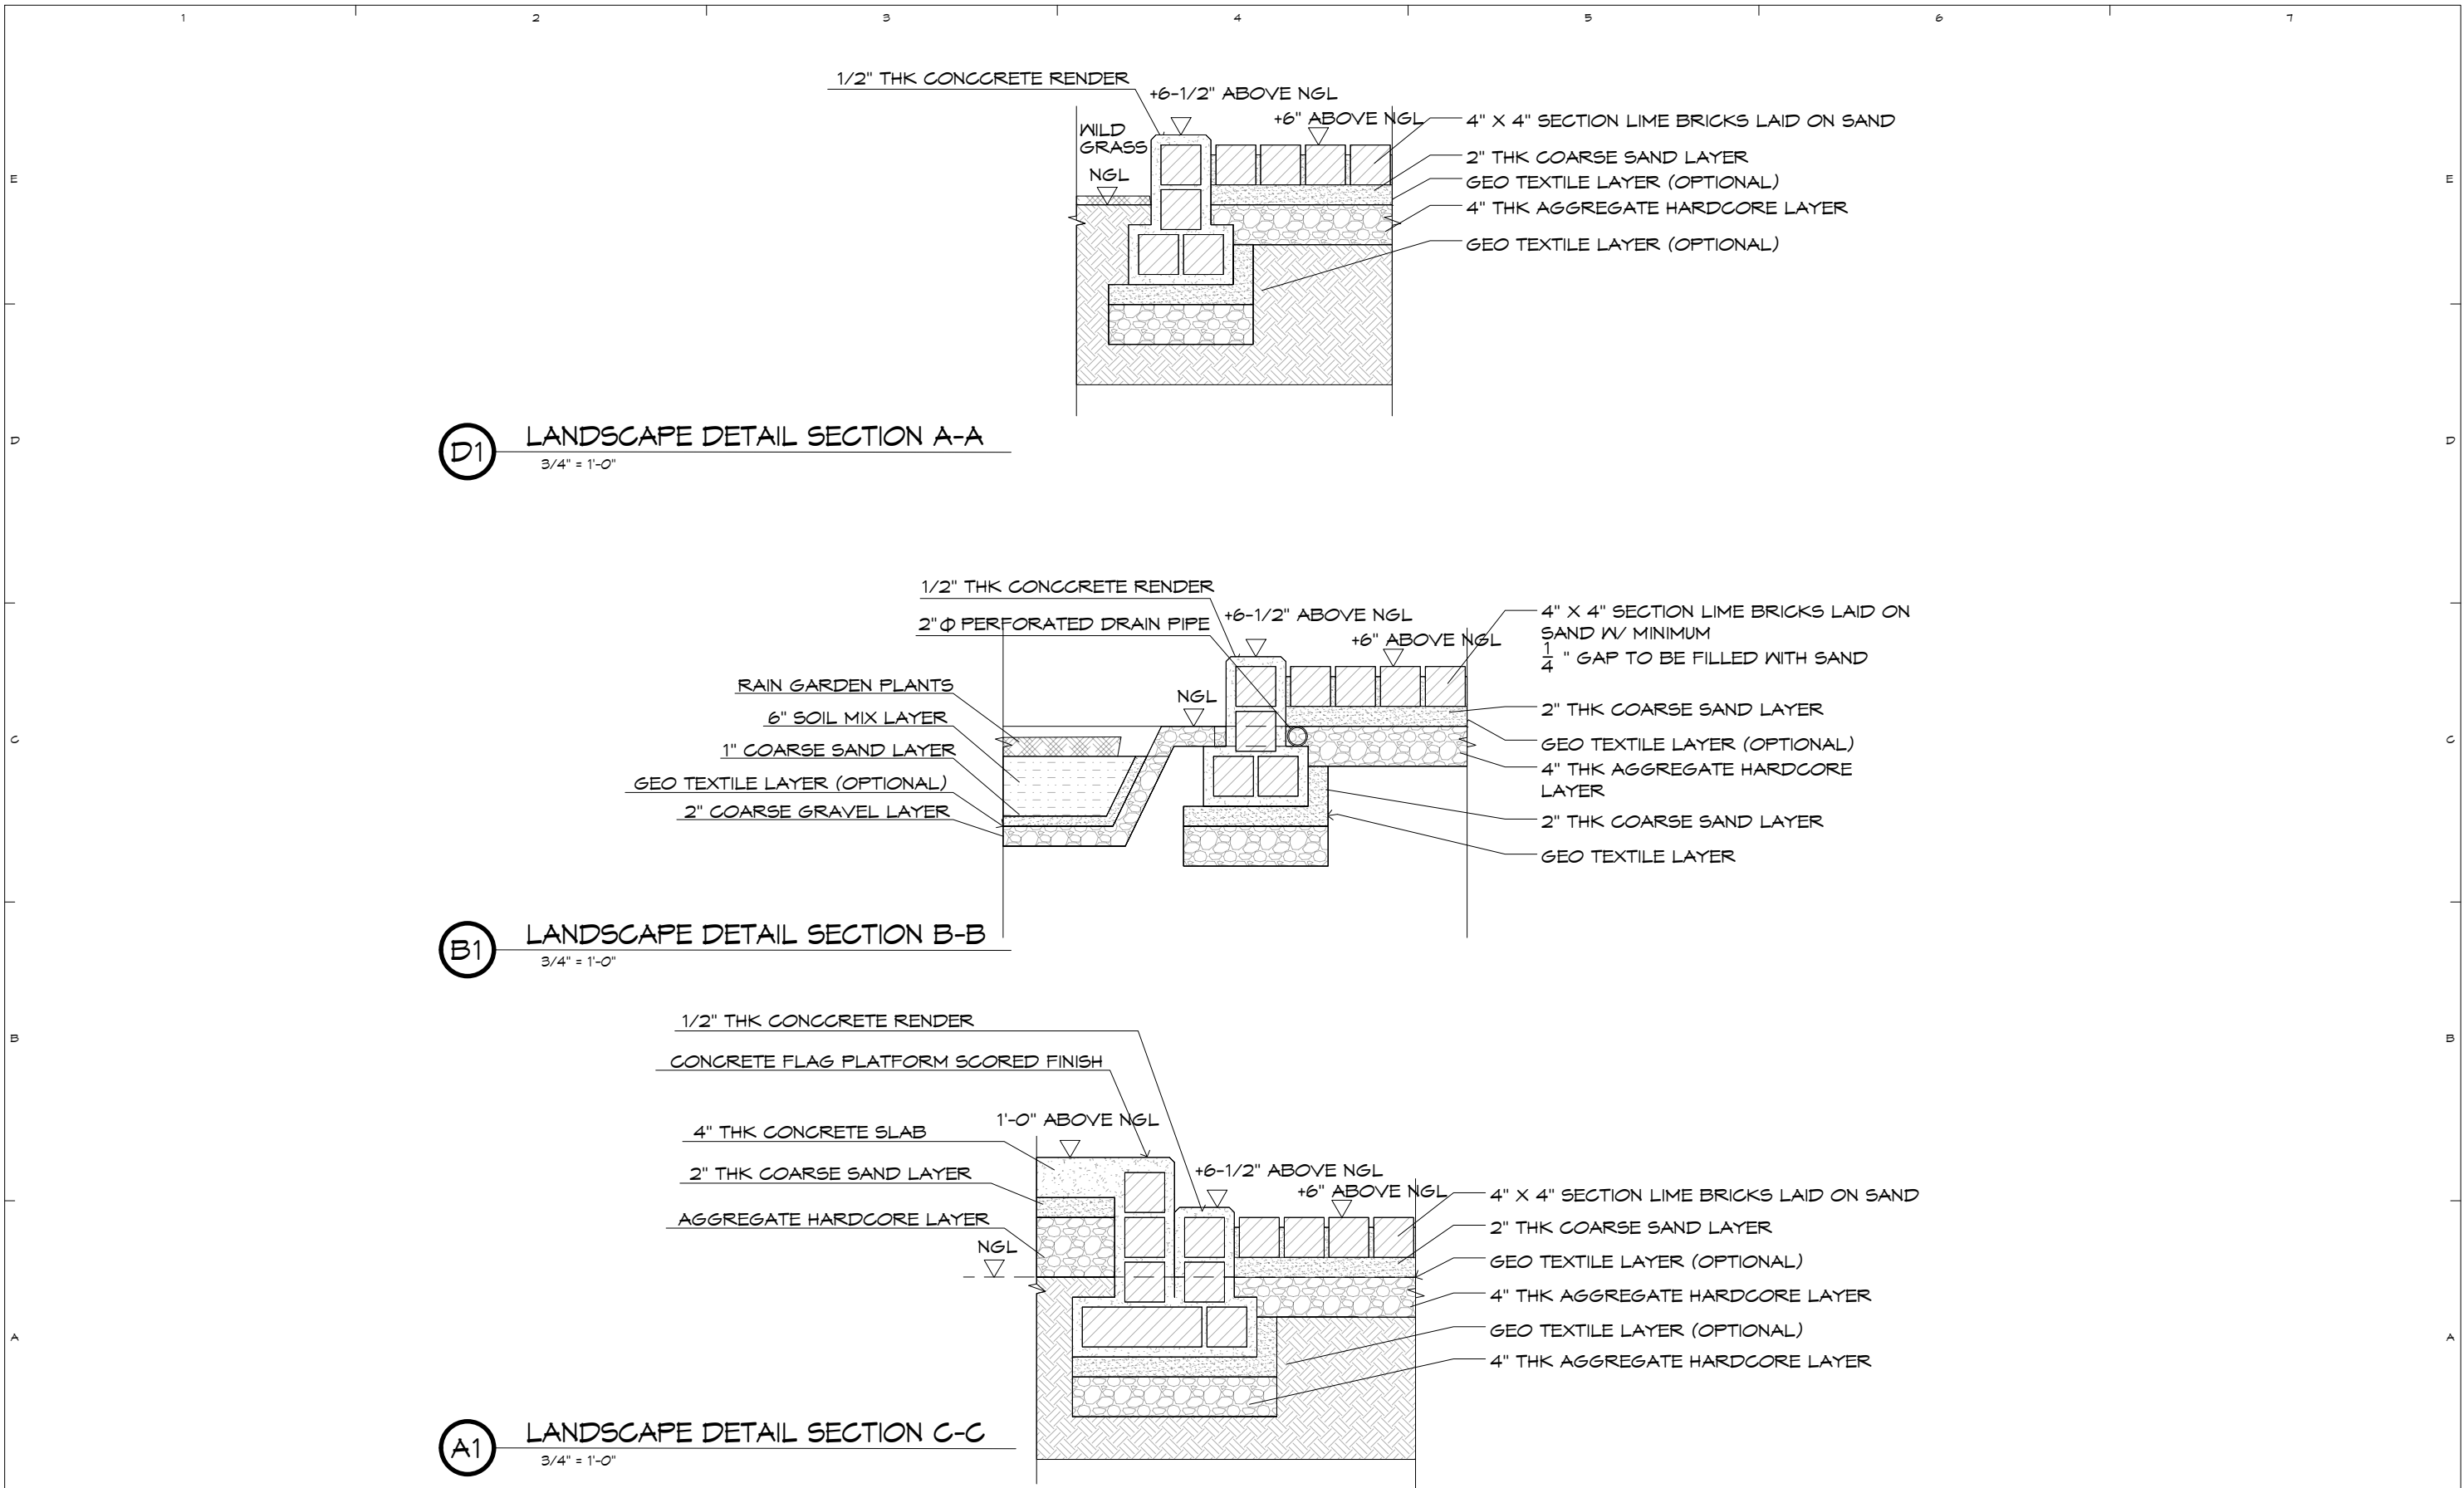 1 2 3 4 5 6 7
1/2" THK CONCCRETE RENDER
+6-1/2" ABOVE NGL
+6" ABOVE NGL
WILD
GRASS
NGL
4" X 4" SECTION LIME BRICKS LAID ON SAND
2" THK COARSE SAND LAYER
GEO TEXTILE LAYER (OPTIONAL)
4" THK AGGREGATE HARDCORE LAYER
GEO TEXTILE LAYER (OPTIONAL)
E E
D1 LANDSCAPE DETAIL SECTION A-A
3/4" = 1'-0"
D D
1/2" THK CONCCRETE RENDER
2"Φ PERFORATED DRAIN PIPE
+6-1/2" ABOVE NGL
+6" ABOVE NGL
NGL
RAIN GARDEN PLANTS
6" SOIL MIX LAYER
1" COARSE SAND LAYER
GEO TEXTILE LAYER (OPTIONAL)
2" COARSE GRAVEL LAYER
4" X 4" SECTION LIME BRICKS LAID ON
SAND W/ MINIMUM
1/4 " GAP TO BE FILLED WITH SAND
2" THK COARSE SAND LAYER
GEO TEXTILE LAYER (OPTIONAL)
4" THK AGGREGATE HARDCORE
LAYER
2" THK COARSE SAND LAYER
GEO TEXTILE LAYER
C C
B1 LANDSCAPE DETAIL SECTION B-B
3/4" = 1'-0"
B B
1/2" THK CONCCRETE RENDER
CONCRETE FLAG PLATFORM SCORED FINISH
1'-0" ABOVE NGL
4" THK CONCRETE SLAB
2" THK COARSE SAND LAYER
AGGREGATE HARDCORE LAYER
NGL
+6-1/2" ABOVE NGL
+6" ABOVE NGL
4" X 4" SECTION LIME BRICKS LAID ON SAND
2" THK COARSE SAND LAYER
GEO TEXTILE LAYER (OPTIONAL)
4" THK AGGREGATE HARDCORE LAYER
GEO TEXTILE LAYER (OPTIONAL)
4" THK AGGREGATE HARDCORE LAYER
A A
A1 LANDSCAPE DETAIL SECTION C-C
3/4" = 1'-0"